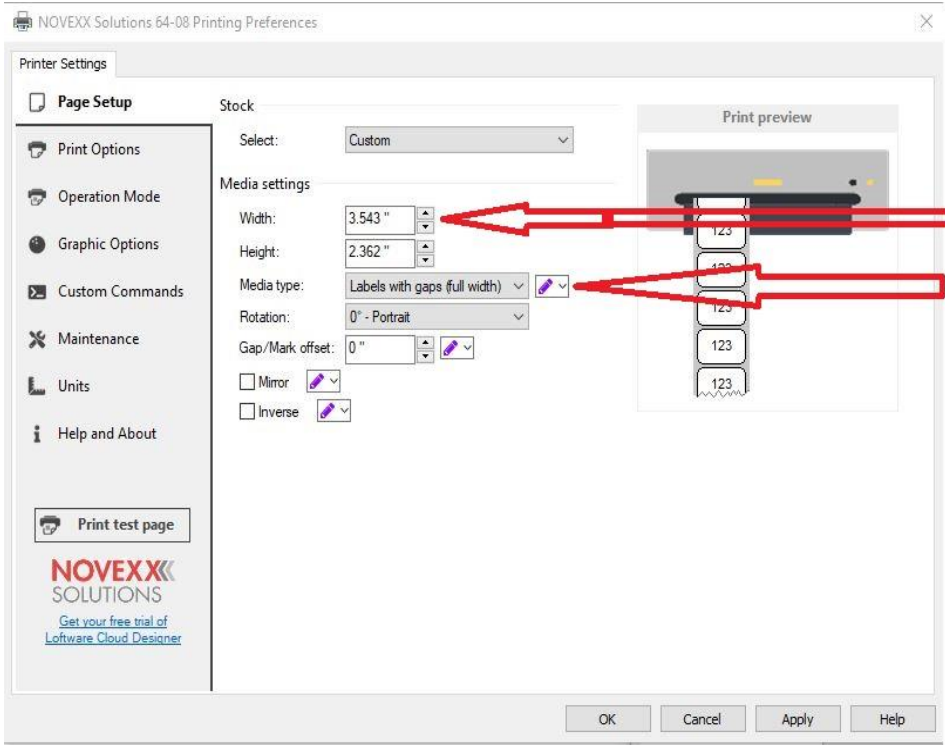 NOVEXX Solutions 64-08 Printing Preferences
Printer Settings
Page Setup
Print Options
Operation Mode
Graphic Options
Custom Commands
Maintenance
Units
Help and About
Print test page
NOVEXX
SOLUTIONS
Get your free trial of
Loftware Cloud Designer
Stock
Select: Custom
Media settings
Width: 3.543 "
Height: 2.362 "
Media type: Labels with gaps (full width)
Rotation: 0° - Portrait
Gap/Mark offset: 0 "
Mirror
Inverse
Print preview
123
123
123
123
123
OK Cancel Apply Help